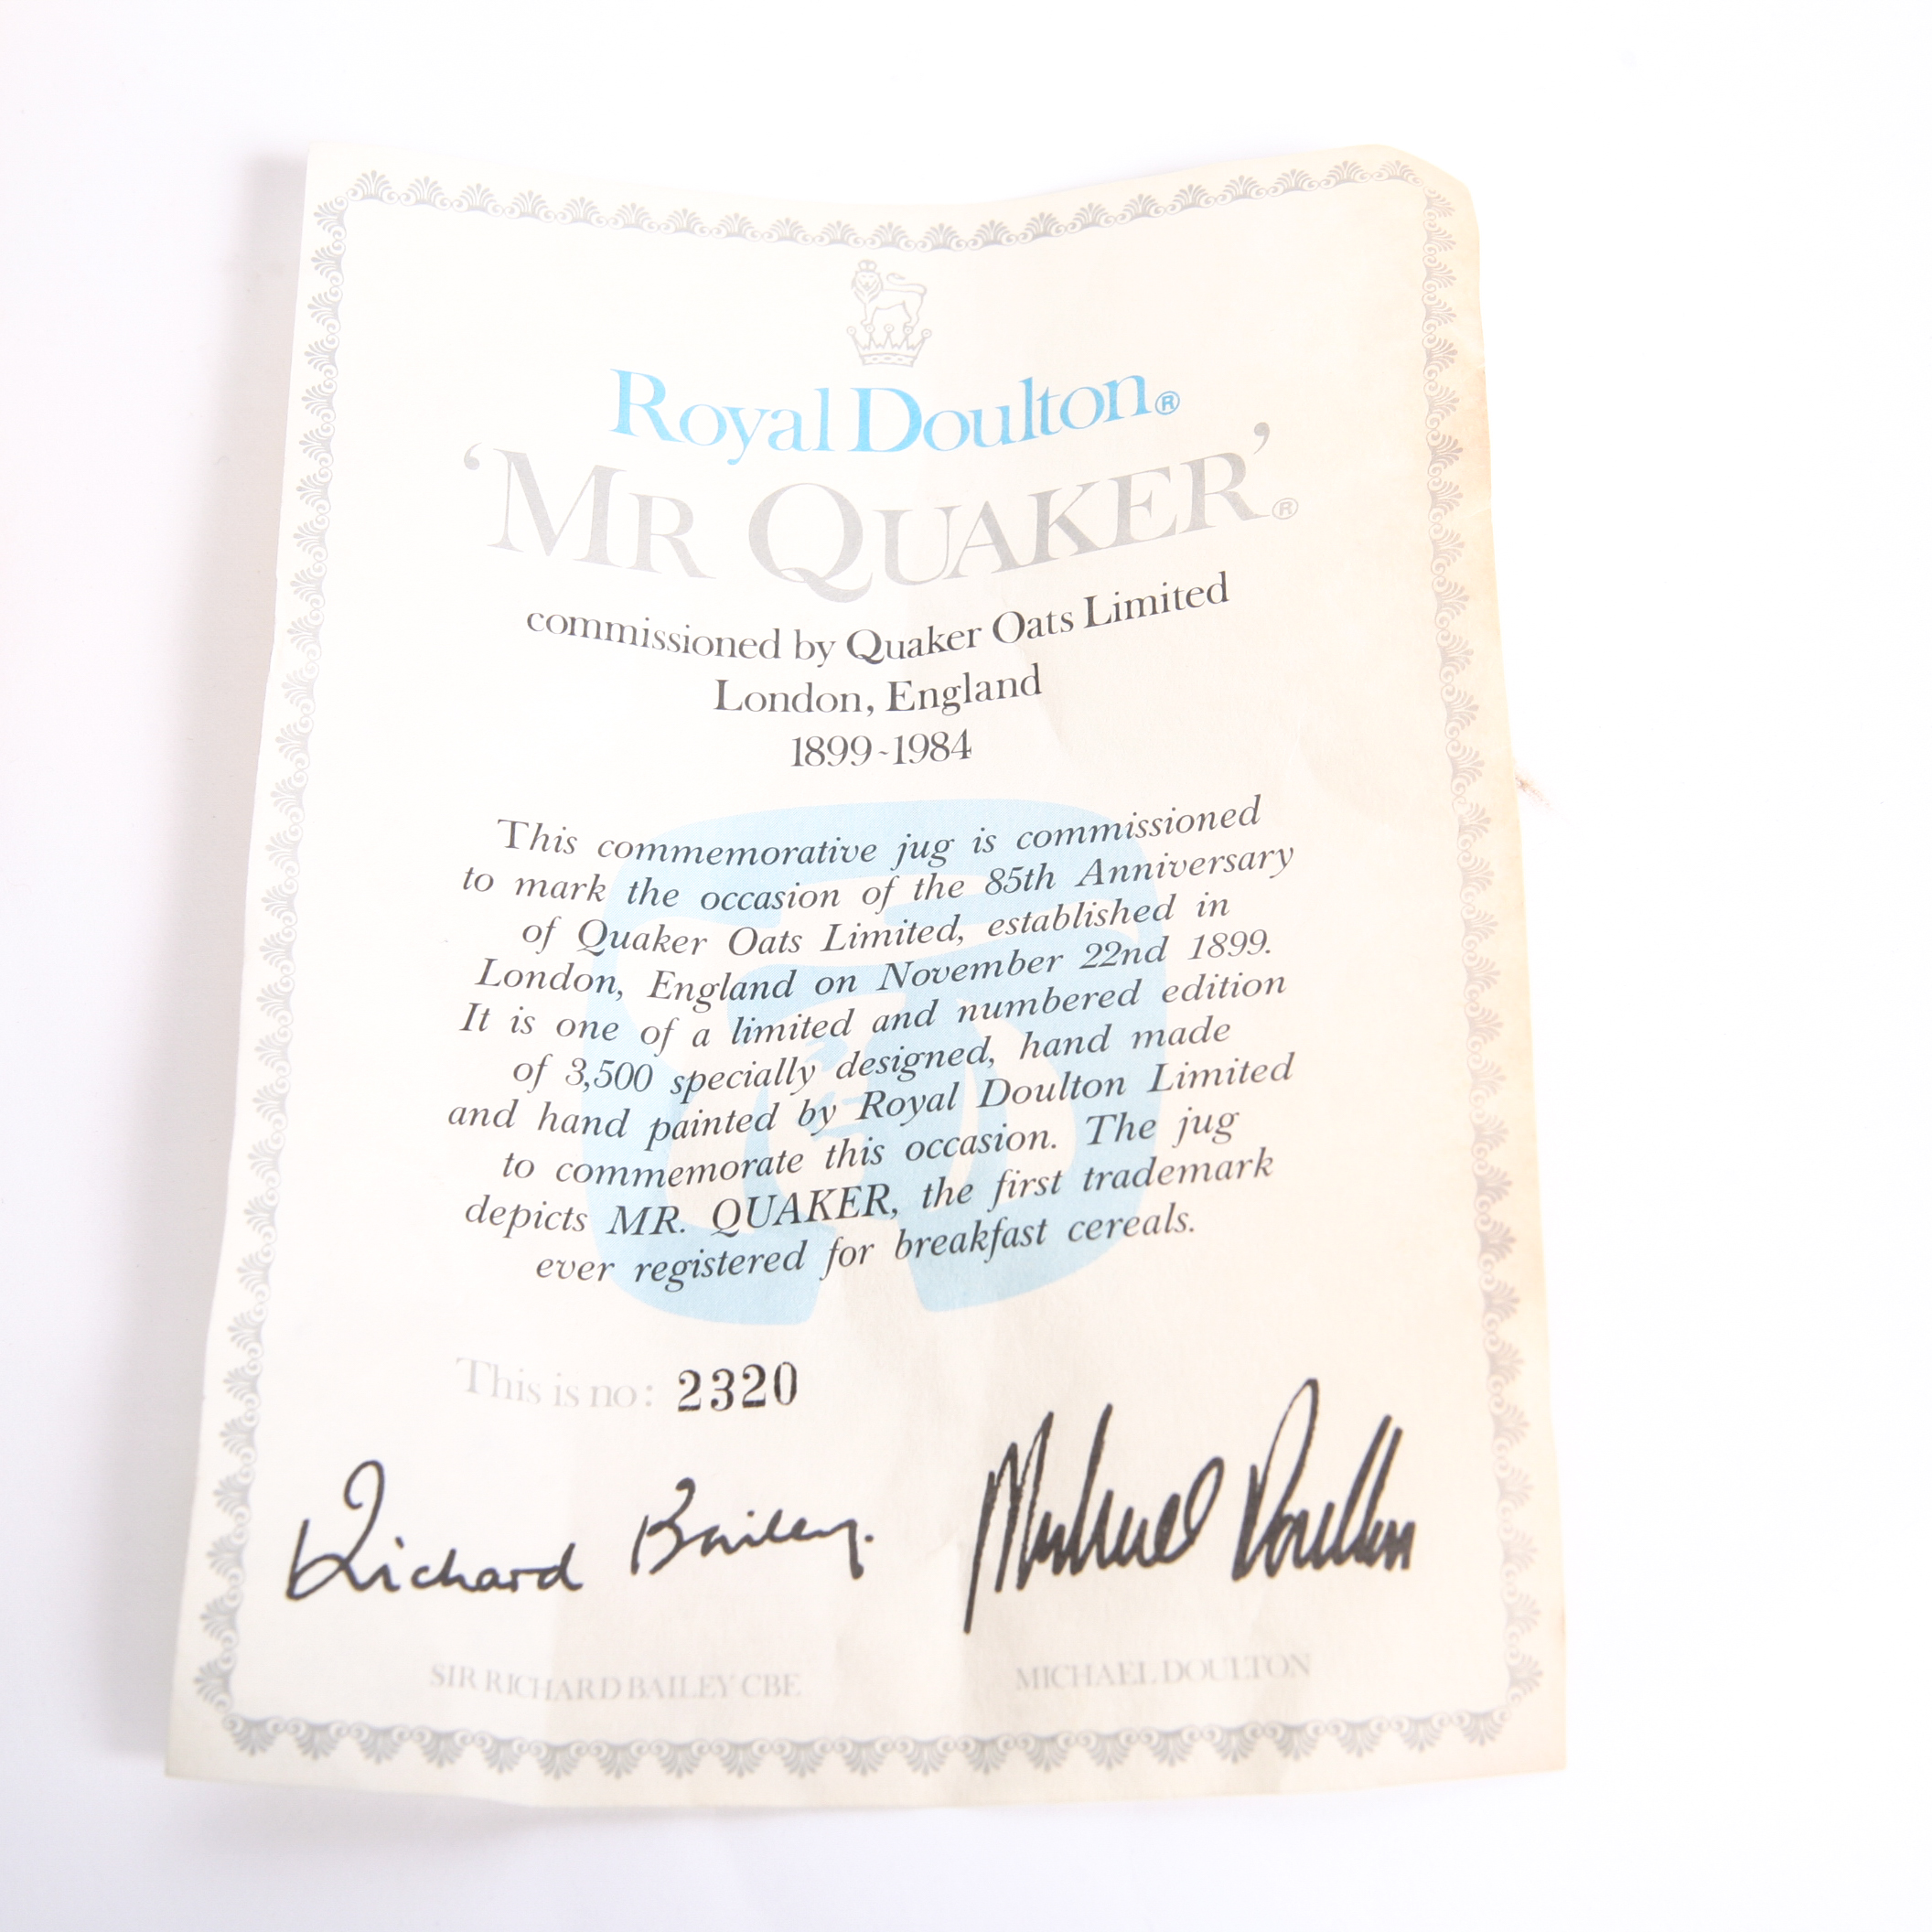 Royal Doulton®
'MR QUAKER'®
commissioned by Quaker Oats Limited
London, England
1899-1984
This commemorative jug is commissioned
to mark the occasion of the 85th Anniversary
of Quaker Oats Limited, established in
London, England on November 22nd 1899.
It is one of a limited and numbered edition
of 3,500 specially designed, hand made
and hand painted by Royal Doulton Limited
to commemorate this occasion. The jug
depicts MR. QUAKER, the first trademark
ever registered for breakfast cereals.
This is no: 2320
Richard Bailey. Michael Doulton
SIR RICHARD BAILEY CBE MICHAEL DOULTON